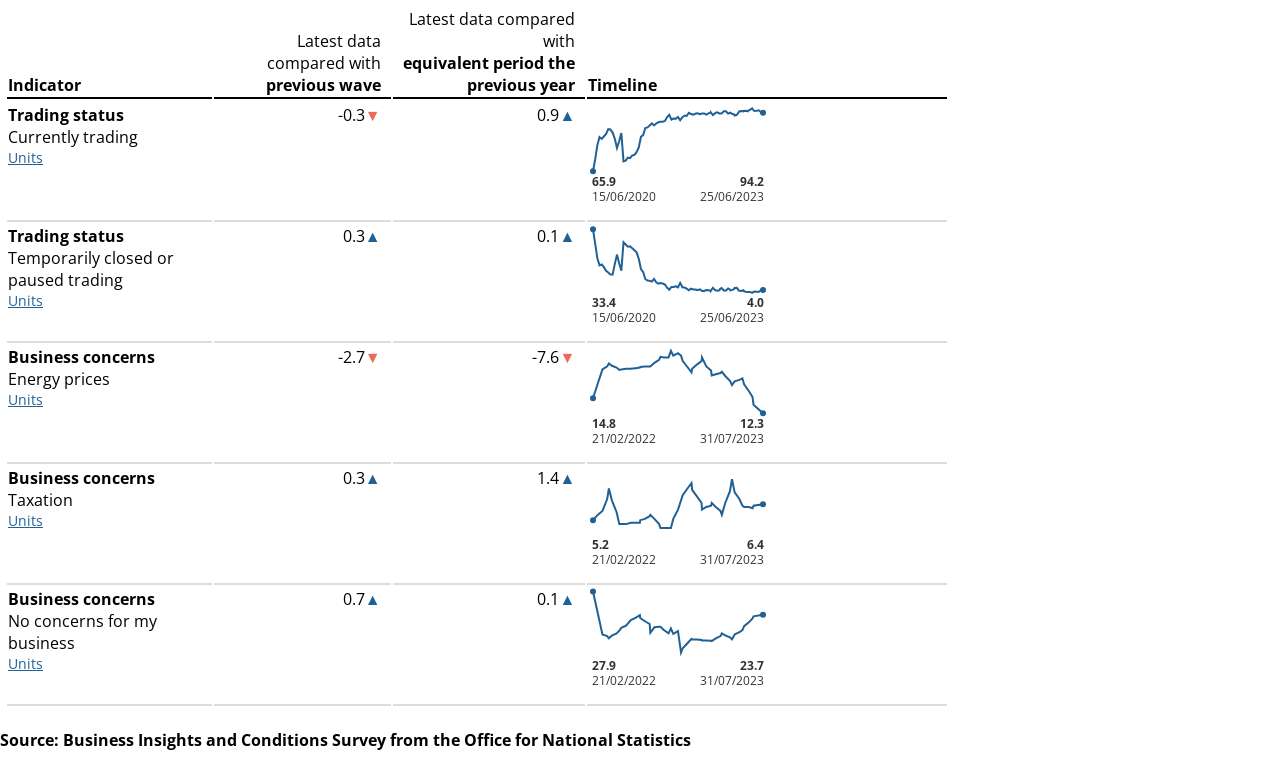 Indicator
Latest data
compared with
previous wave
Latest data compared
with
equivalent period the
previous year
Timeline
Trading status
Currently trading
Units
-0.3▼
0.9▲
65.9
94.2
15/06/2020
25/06/2023
Trading status
Temporarily closed or
paused trading
Units
0.3▲
0.1▲
33.4
4.0
15/06/2020
25/06/2023
Business concerns
Energy prices
Units
-2.7▼
-7.6▼
14.8
12.3
21/02/2022
31/07/2023
Business concerns
Taxation
Units
0.3▲
1.4▲
5.2
6.4
21/02/2022
31/07/2023
Business concerns
No concerns for my
business
Units
0.7▲
0.1▲
27.9
23.7
21/02/2022
31/07/2023
Source: Business Insights and Conditions Survey from the Office for National Statistics